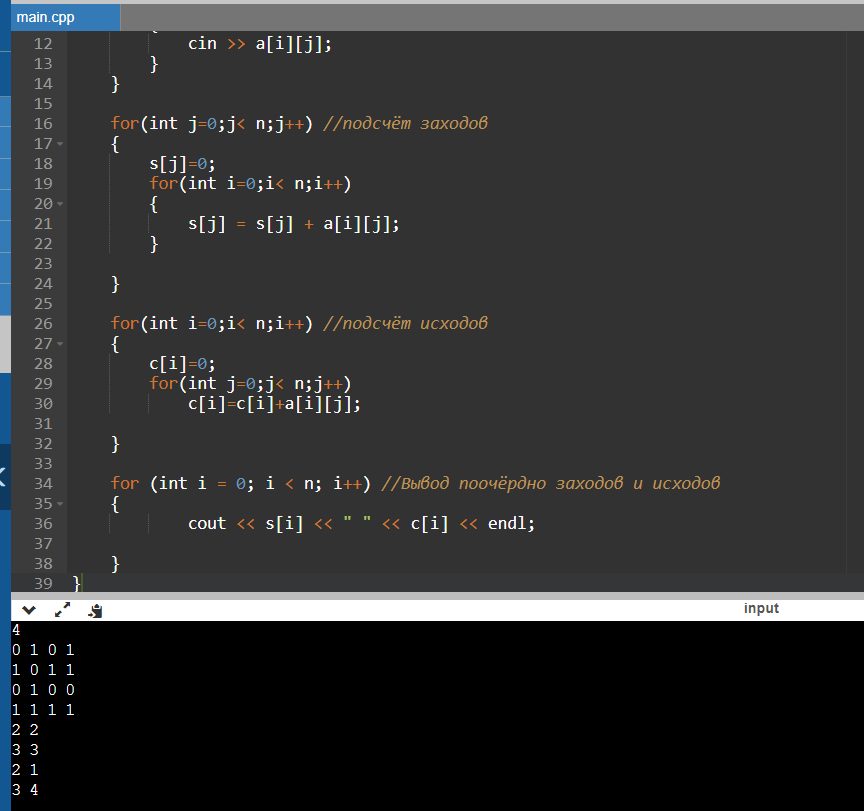 main.cpp
12 cin >> a[i][j];
13 }
14 }
15
16 for(int j=0;j< n;j++) //подсчёт заходов
17 {
18 s[j]=0;
19 for(int i=0;i< n;i++)
20 {
21 s[j] = s[j] + a[i][j];
22 }
23
24 }
25
26 for(int i=0;i< n;i++) //подсчёт исходов
27 {
28 c[i]=0;
29 for(int j=0;j< n;j++)
30 c[i]=c[i]+a[i][j];
31
32 }
33
34 for (int i = 0; i < n; i++) //Вывод поочёрдно заходов и исходов
35 {
36 cout << s[i] << " " << c[i] << endl;
37
38 }
39 }
input
4
0 1 0 1
1 0 1 1
0 1 0 0
1 1 1 1
2 2
3 3
2 1
3 4